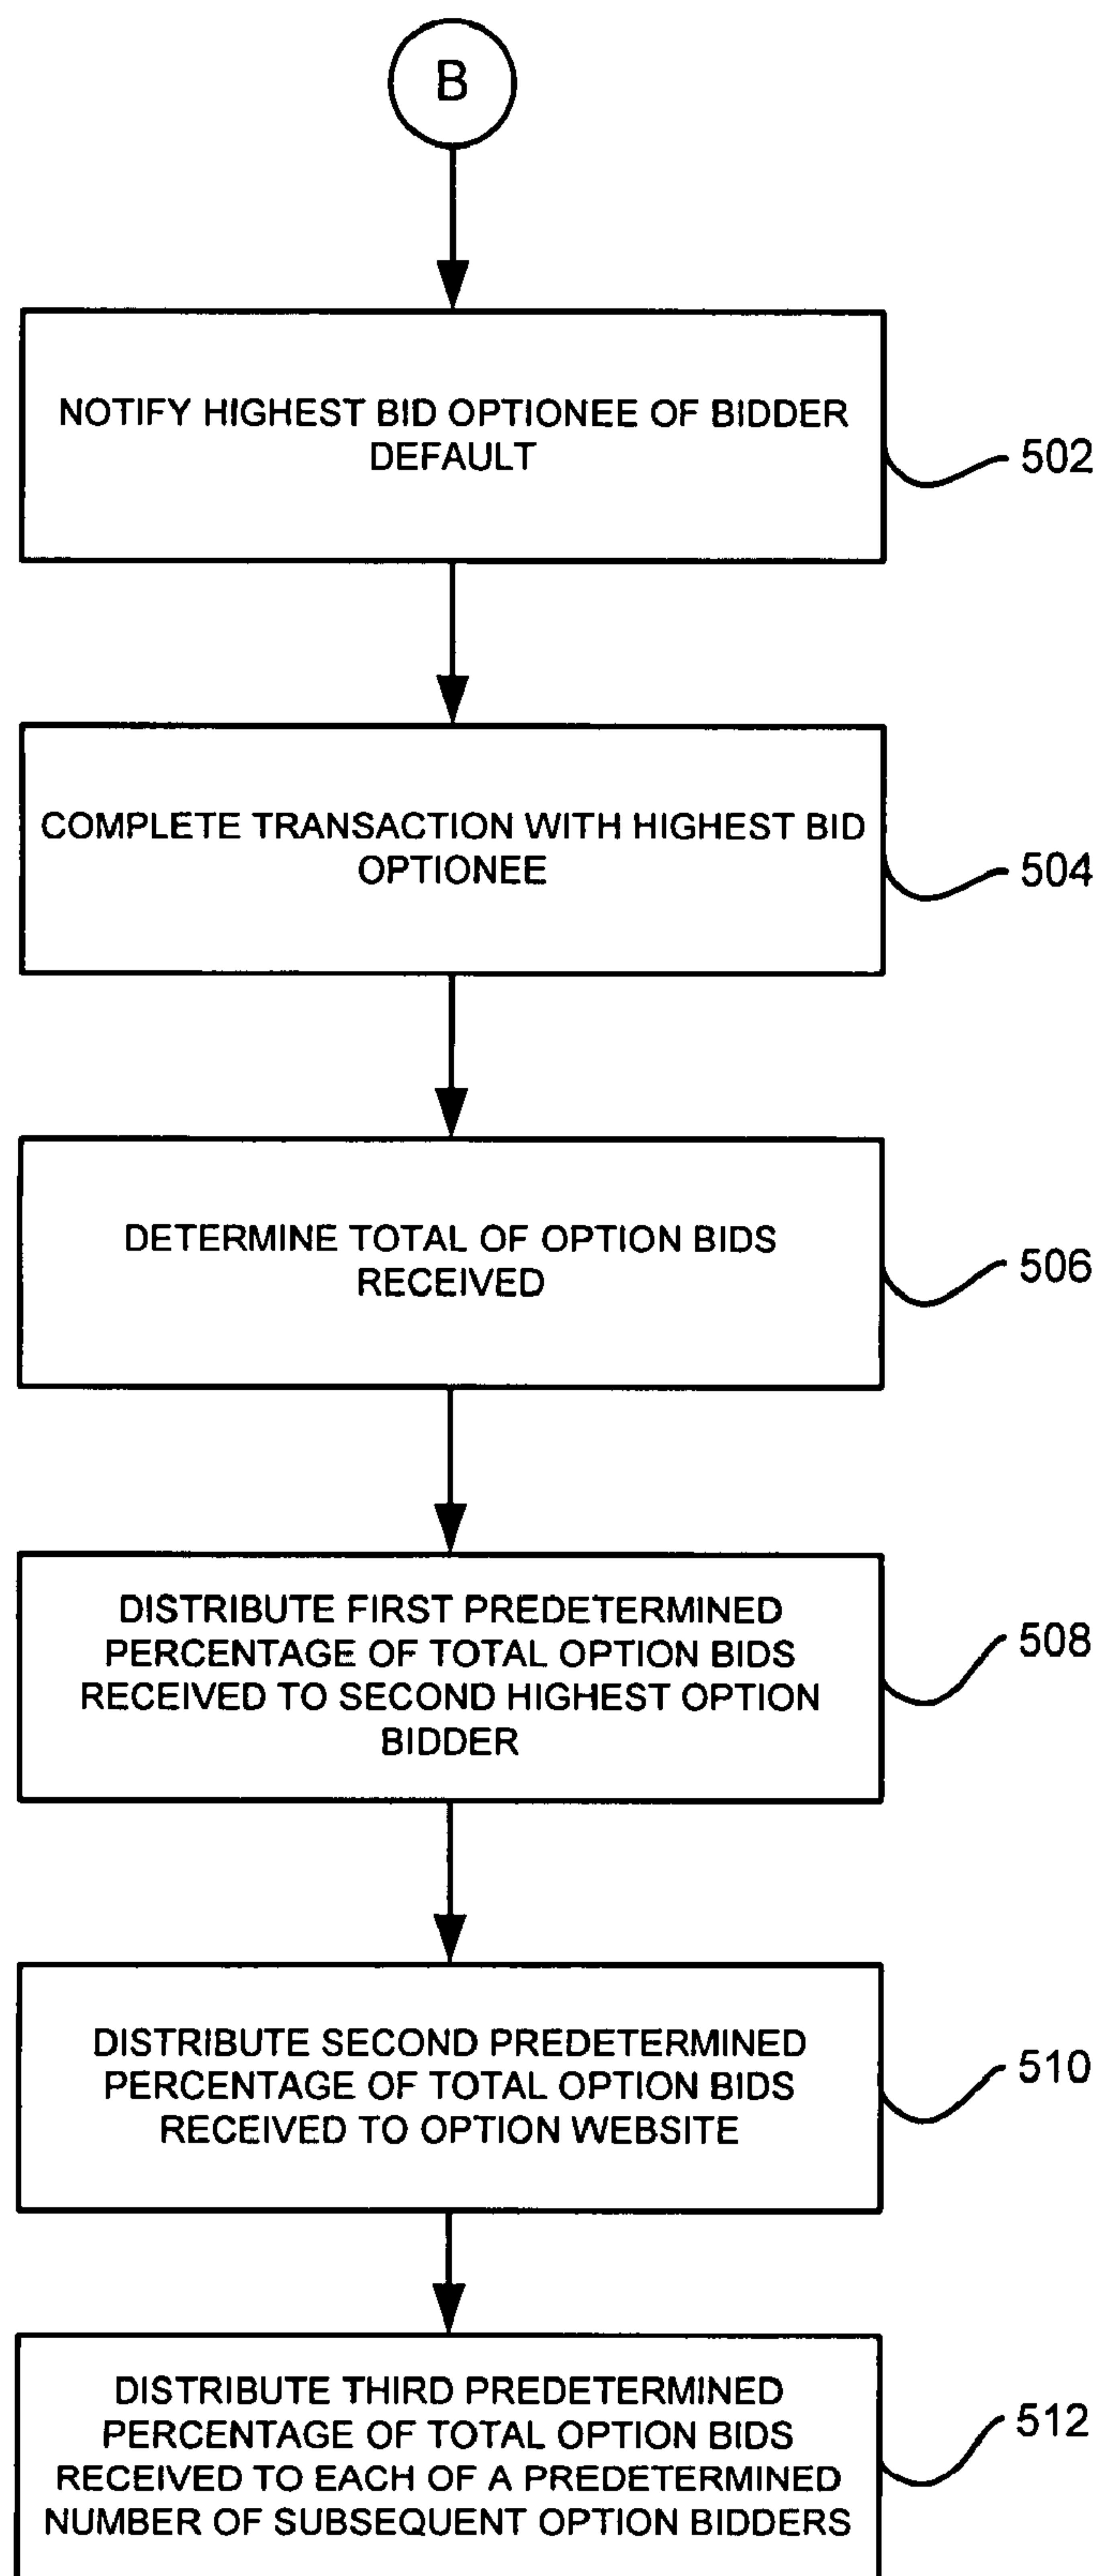 B
NOTIFY HIGHEST BID OPTIONEE OF BIDDER
DEFAULT
502
COMPLETE TRANSACTION WITH HIGHEST BID
OPTIONEE
504
DETERMINE TOTAL OF OPTION BIDS
RECEIVED
506
DISTRIBUTE FIRST PREDETERMINED
PERCENTAGE OF TOTAL OPTION BIDS
RECEIVED TO SECOND HIGHEST OPTION
BIDDER
508
DISTRIBUTE SECOND PREDETERMINED
PERCENTAGE OF TOTAL OPTION BIDS
RECEIVED TO OPTION WEBSITE
510
DISTRIBUTE THIRD PREDETERMINED
PERCENTAGE OF TOTAL OPTION BIDS
RECEIVED TO EACH OF A PREDETERMINED
NUMBER OF SUBSEQUENT OPTION BIDDERS
512